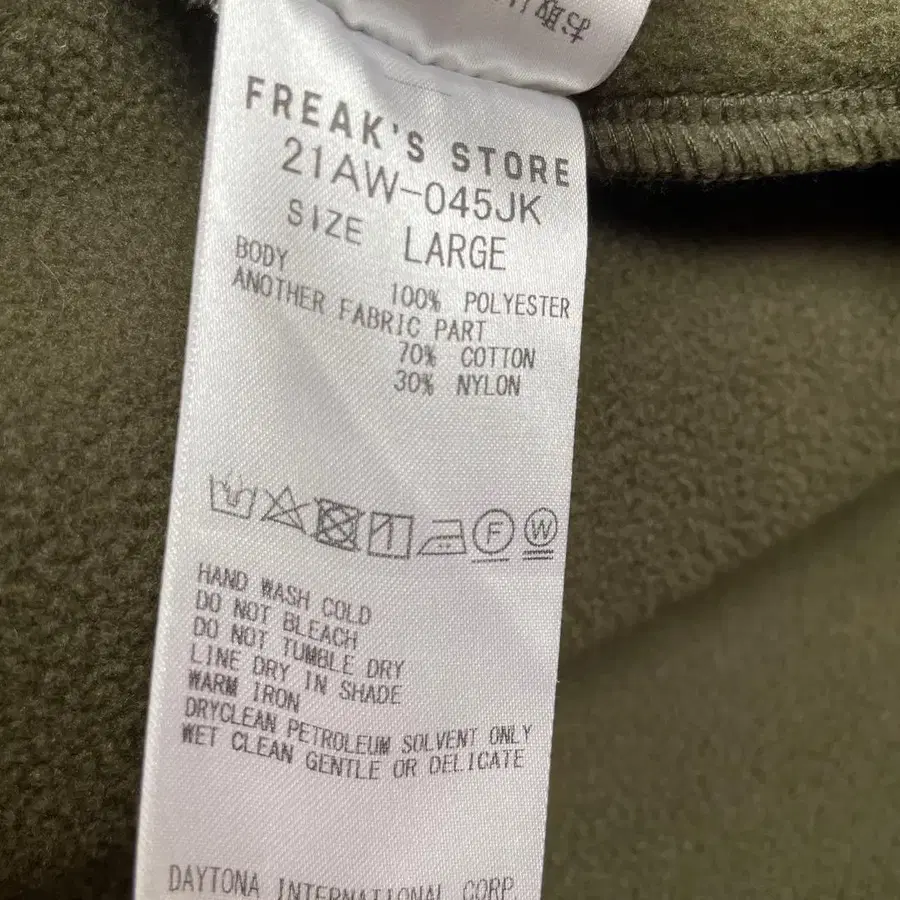 FREAK'S STORE
21AW-045JK
SIZE LARGE
BODY
100% POLYESTER
ANOTHER FABRIC PART
70% COTTON
30% NYLON
F W
HAND WASH COLD
DO NOT BLEACH
DO NOT TUMBLE DRY
LINE DRY IN SHADE
WARM IRON
DRYCLEAN PETROLEUM SOLVENT ONLY
WET CLEAN GENTLE OR DELICATE
DAYTONA INTERNATIONAL CORP.